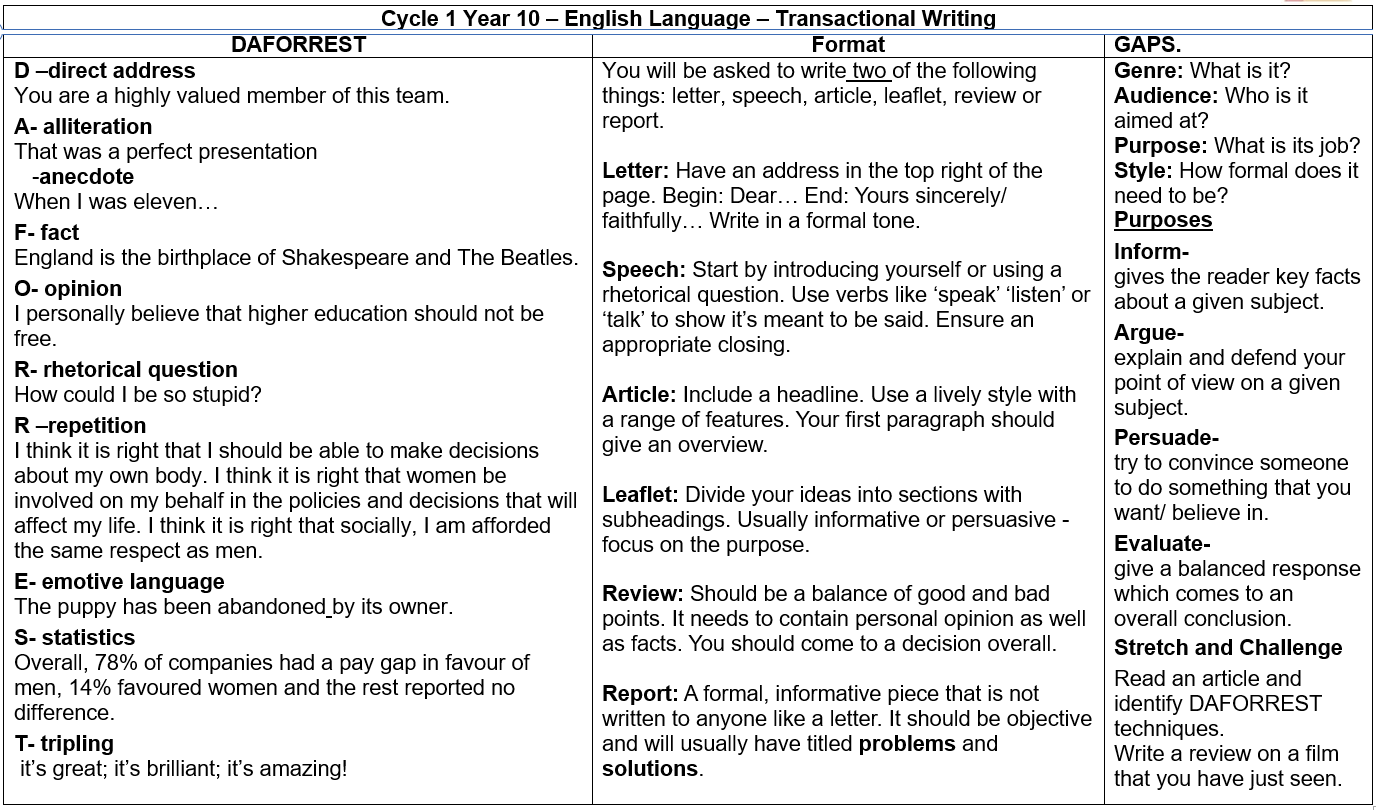 Cycle 1 Year 10 – English Language – Transactional Writing
DAFORREST
D –direct address
You are a highly valued member of this team.
A- alliteration
That was a perfect presentation
-anecdote
When I was eleven…
F- fact
England is the birthplace of Shakespeare and The Beatles.
O- opinion
I personally believe that higher education should not be
free.
R- rhetorical question
How could I be so stupid?
R –repetition
I think it is right that I should be able to make decisions
about my own body. I think it is right that women be
involved on my behalf in the policies and decisions that will
affect my life. I think it is right that socially, I am afforded
the same respect as men.
E- emotive language
The puppy has been abandoned by its owner.
S- statistics
Overall, 78% of companies had a pay gap in favour of
men, 14% favoured women and the rest reported no
difference.
T- tripling
it’s great; it’s brilliant; it’s amazing!
Format
You will be asked to write two of the following
things: letter, speech, article, leaflet, review or
report.
Letter: Have an address in the top right of the
page. Begin: Dear… End: Yours sincerely/
faithfully… Write in a formal tone.
Speech: Start by introducing yourself or using a
rhetorical question. Use verbs like ‘speak’ ‘listen’ or
‘talk’ to show it’s meant to be said. Ensure an
appropriate closing.
Article: Include a headline. Use a lively style with
a range of features. Your first paragraph should
give an overview.
Leaflet: Divide your ideas into sections with
subheadings. Usually informative or persuasive -
focus on the purpose.
Review: Should be a balance of good and bad
points. It needs to contain personal opinion as well
as facts. You should come to a decision overall.
Report: A formal, informative piece that is not
written to anyone like a letter. It should be objective
and will usually have titled problems and
solutions.
GAPS.
Genre: What is it?
Audience: Who is it
aimed at?
Purpose: What is its job?
Style: How formal does it
need to be?
Purposes
Inform-
gives the reader key facts
about a given subject.
Argue-
explain and defend your
point of view on a given
subject.
Persuade-
try to convince someone
to do something that you
want/ believe in.
Evaluate-
give a balanced response
which comes to an
overall conclusion.
Stretch and Challenge
Read an article and
identify DAFORREST
techniques.
Write a review on a film
that you have just seen.